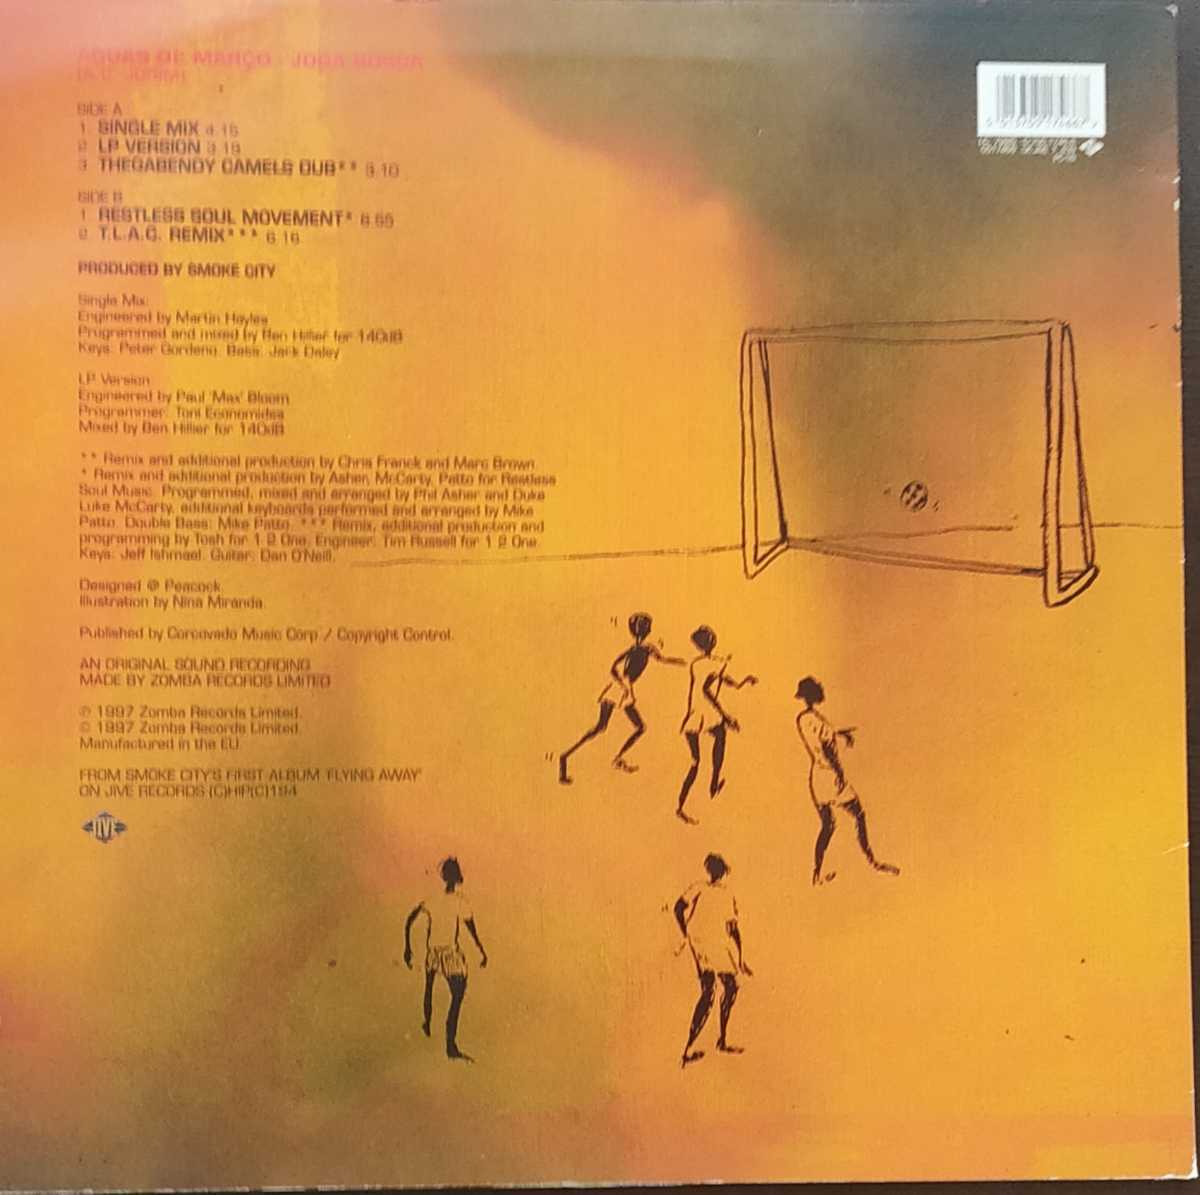 AGUAS DE MARÇO - JOGA BOSSA
(A.C. JOBIM)
SIDE A
1 SINGLE MIX 4.15
2 LP VERSION 3.19
3 THEGABENDY CAMELS DUB** 5.10
SIDE B
1 RESTLESS SOUL MOVEMENT* 6.55
2 T.L.A.C. REMIX*** 6.16
PRODUCED BY SMOKE CITY
Single Mix:
Engineered by Martin Hayles
Programmed and mixed by Ben Hillier for 140dB
Keys: Peter Gordeno. Bass: Jack Daley
LP Version
Engineered by Paul 'Max' Bloom
Programmer: Toni Economides
Mixed by Ben Hillier for 140dB
** Remix and additional production by Chris Franck and Marc Brown.
* Remix and additional production by Asher, McCarty, Patto for Restless
Soul Music. Programmed, mixed and arranged by Phil Asher and Duke
Luke McCarty, additional keyboards performed and arranged by Mike
Patto. Double Bass: Mike Patto. *** Remix, additional production and
programming by Tosh for 1 2 One. Engineer: Tim Russell for 1 2 One.
Keys: Jeff Ishmael. Guitar: Dan O'Neill.
Designed @ Peacock.
Illustration by Nina Miranda.
Published by Corcovado Music Corp / Copyright Control.
AN ORIGINAL SOUND RECORDING
MADE BY ZOMBA RECORDS LIMITED
℗ 1997 Zomba Records Limited.
© 1997 Zomba Records Limited.
Manufactured in the EU.
FROM SMOKE CITY'S FIRST ALBUM 'FLYING AWAY'
ON JIVE RECORDS (C)HIP(C)184
JIVE